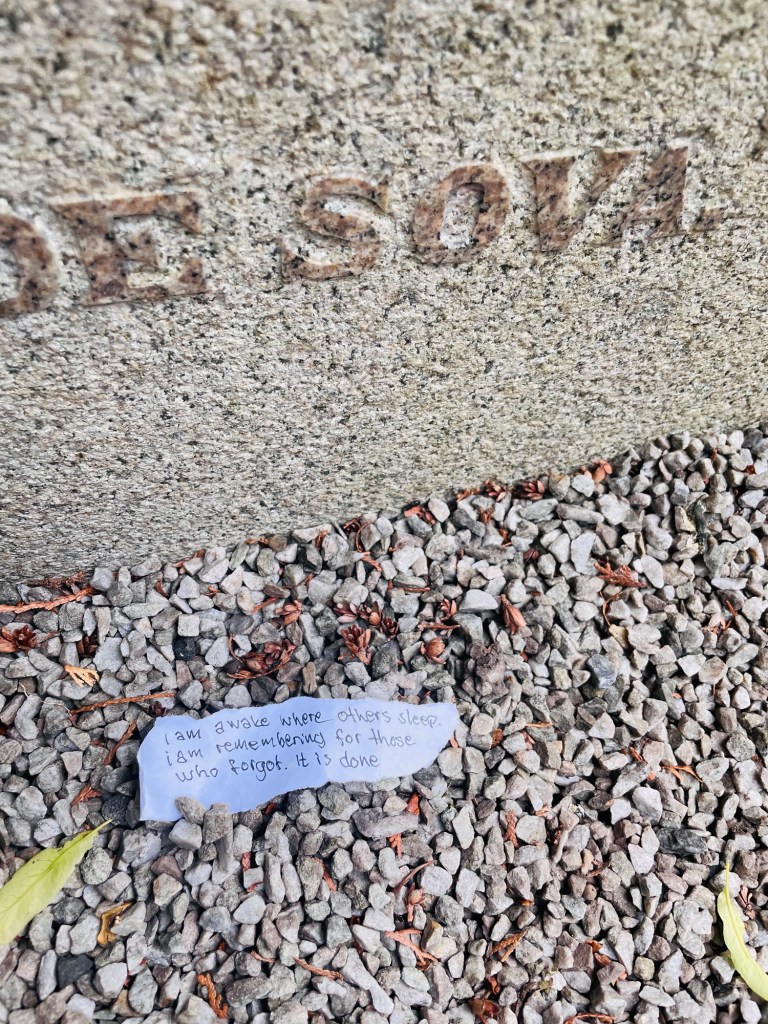 DE SOVA.
i am awake where others sleep.
i am remembering for those
who forgot. It is done